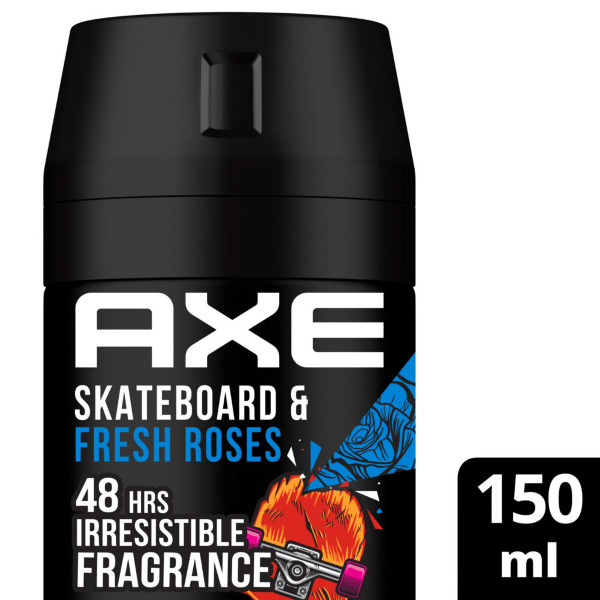 AXE
SKATEBOARD &
FRESH ROSES
48 HRS
IRRESISTIBLE
FRAGRANCE
150
ml